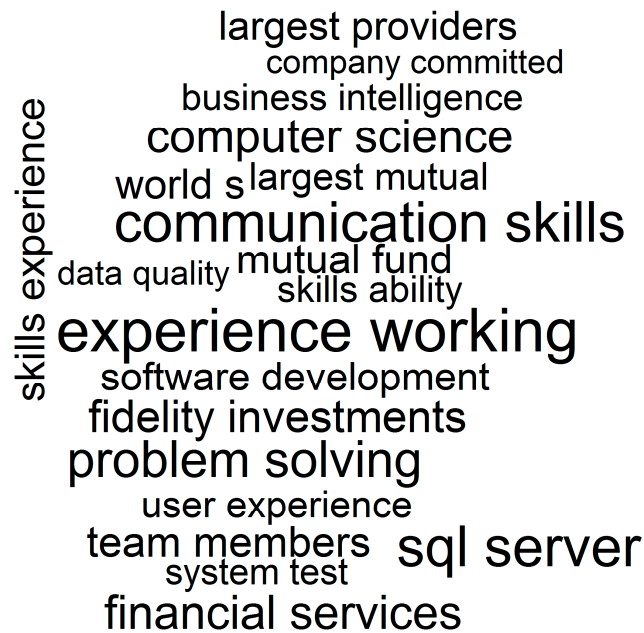 largest providers
company committed
business intelligence
computer science
largest mutual
world s
communication skills
mutual fund
data quality
skills ability
skills experience
experience working
software development
fidelity investments
problem solving
user experience
team members
sql server
system test
financial services